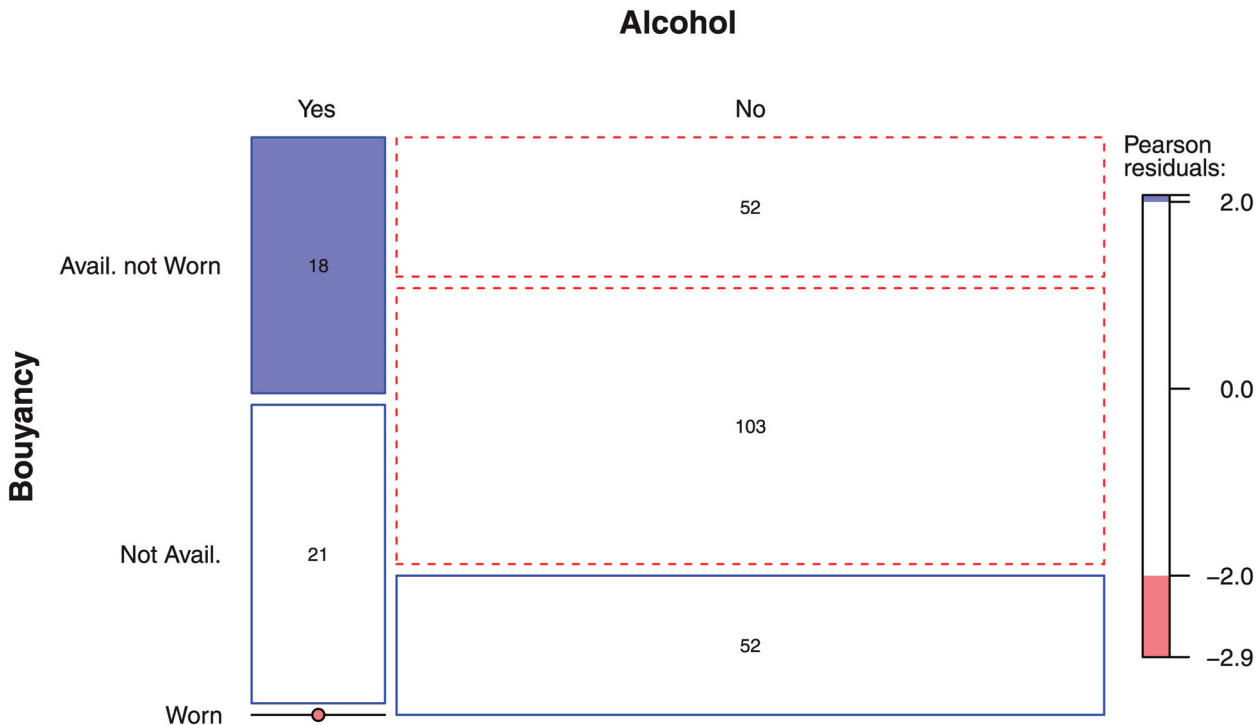 Alcohol
Yes
No
Pearson
residuals:
Bouyancy
Avail. not Worn
18
52
2.0
0.0
103
Not Avail.
21
−2.0
52
−2.9
Worn